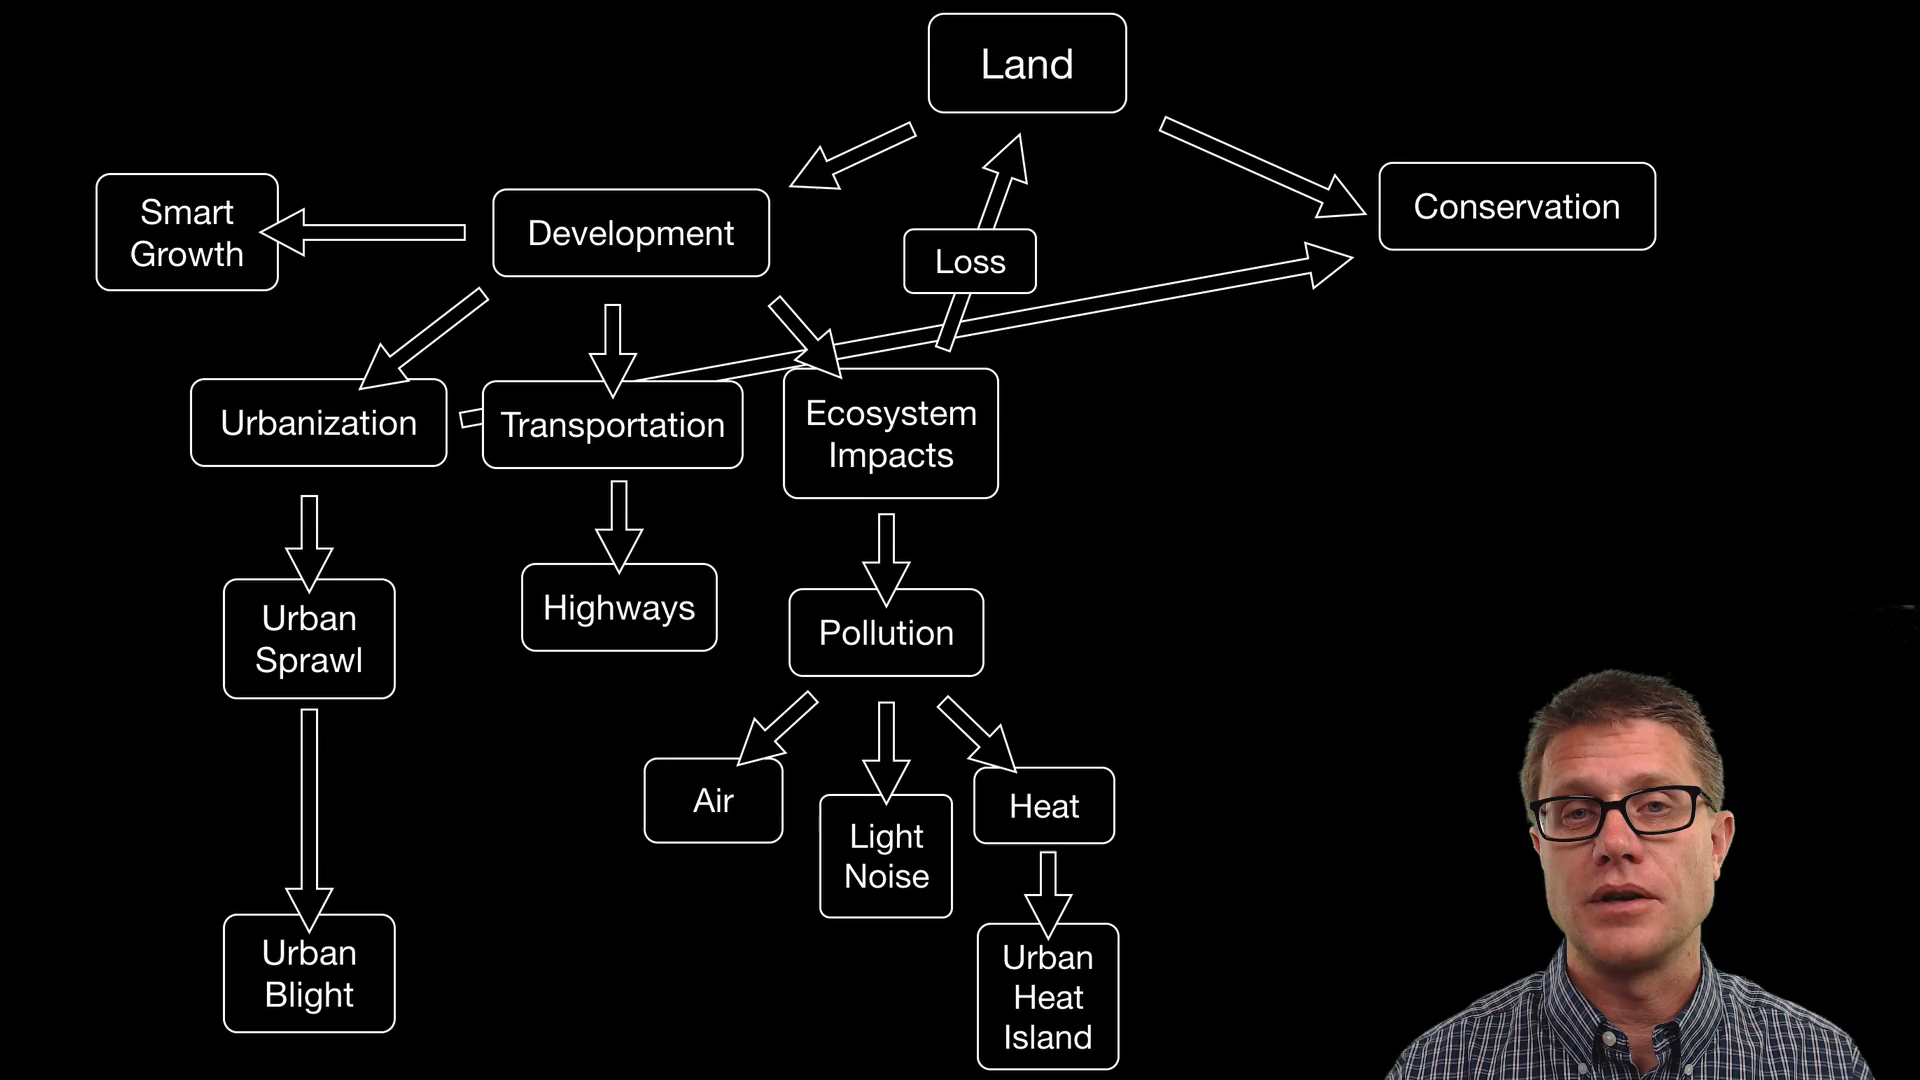 Land
Smart
Growth
Development
Loss
Conservation
Urbanization
Transportation
Ecosystem
Impacts
Urban
Sprawl
Highways
Pollution
Air
Light
Noise
Heat
Urban
Blight
Urban
Heat
Island